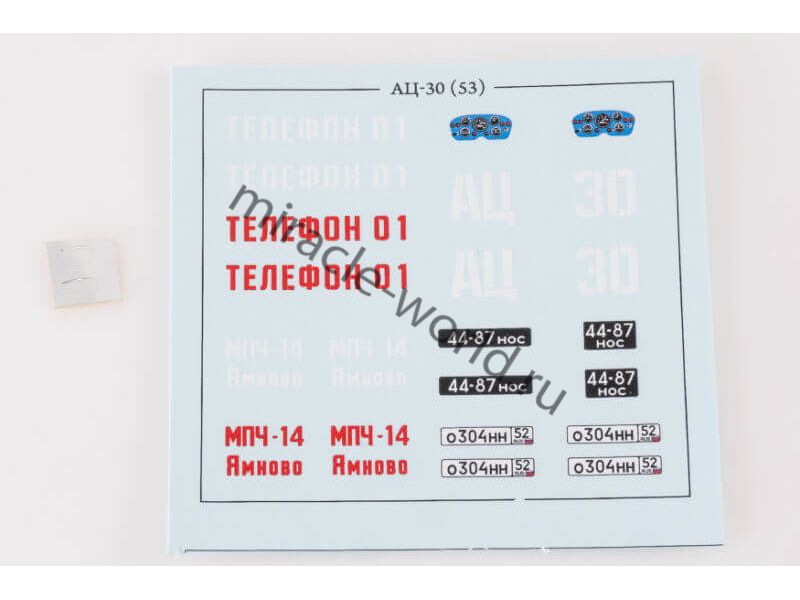 АЦ-30 (53)
ТЕЛЕФОН 01
ТЕЛЕФОН 01
ТЕЛЕФОН 01
ТЕЛЕФОН 01
АЦ 30
АЦ 30
МПЧ-14 МПЧ-14
Ямново Ямново
44-87 нос 44-87
нос
44-87 нос 44-87
нос
МПЧ-14 МПЧ-14
Ямново Ямново
о304нн 52 о304нн 52
о304нн 52 о304нн 52
miracle-world.ru